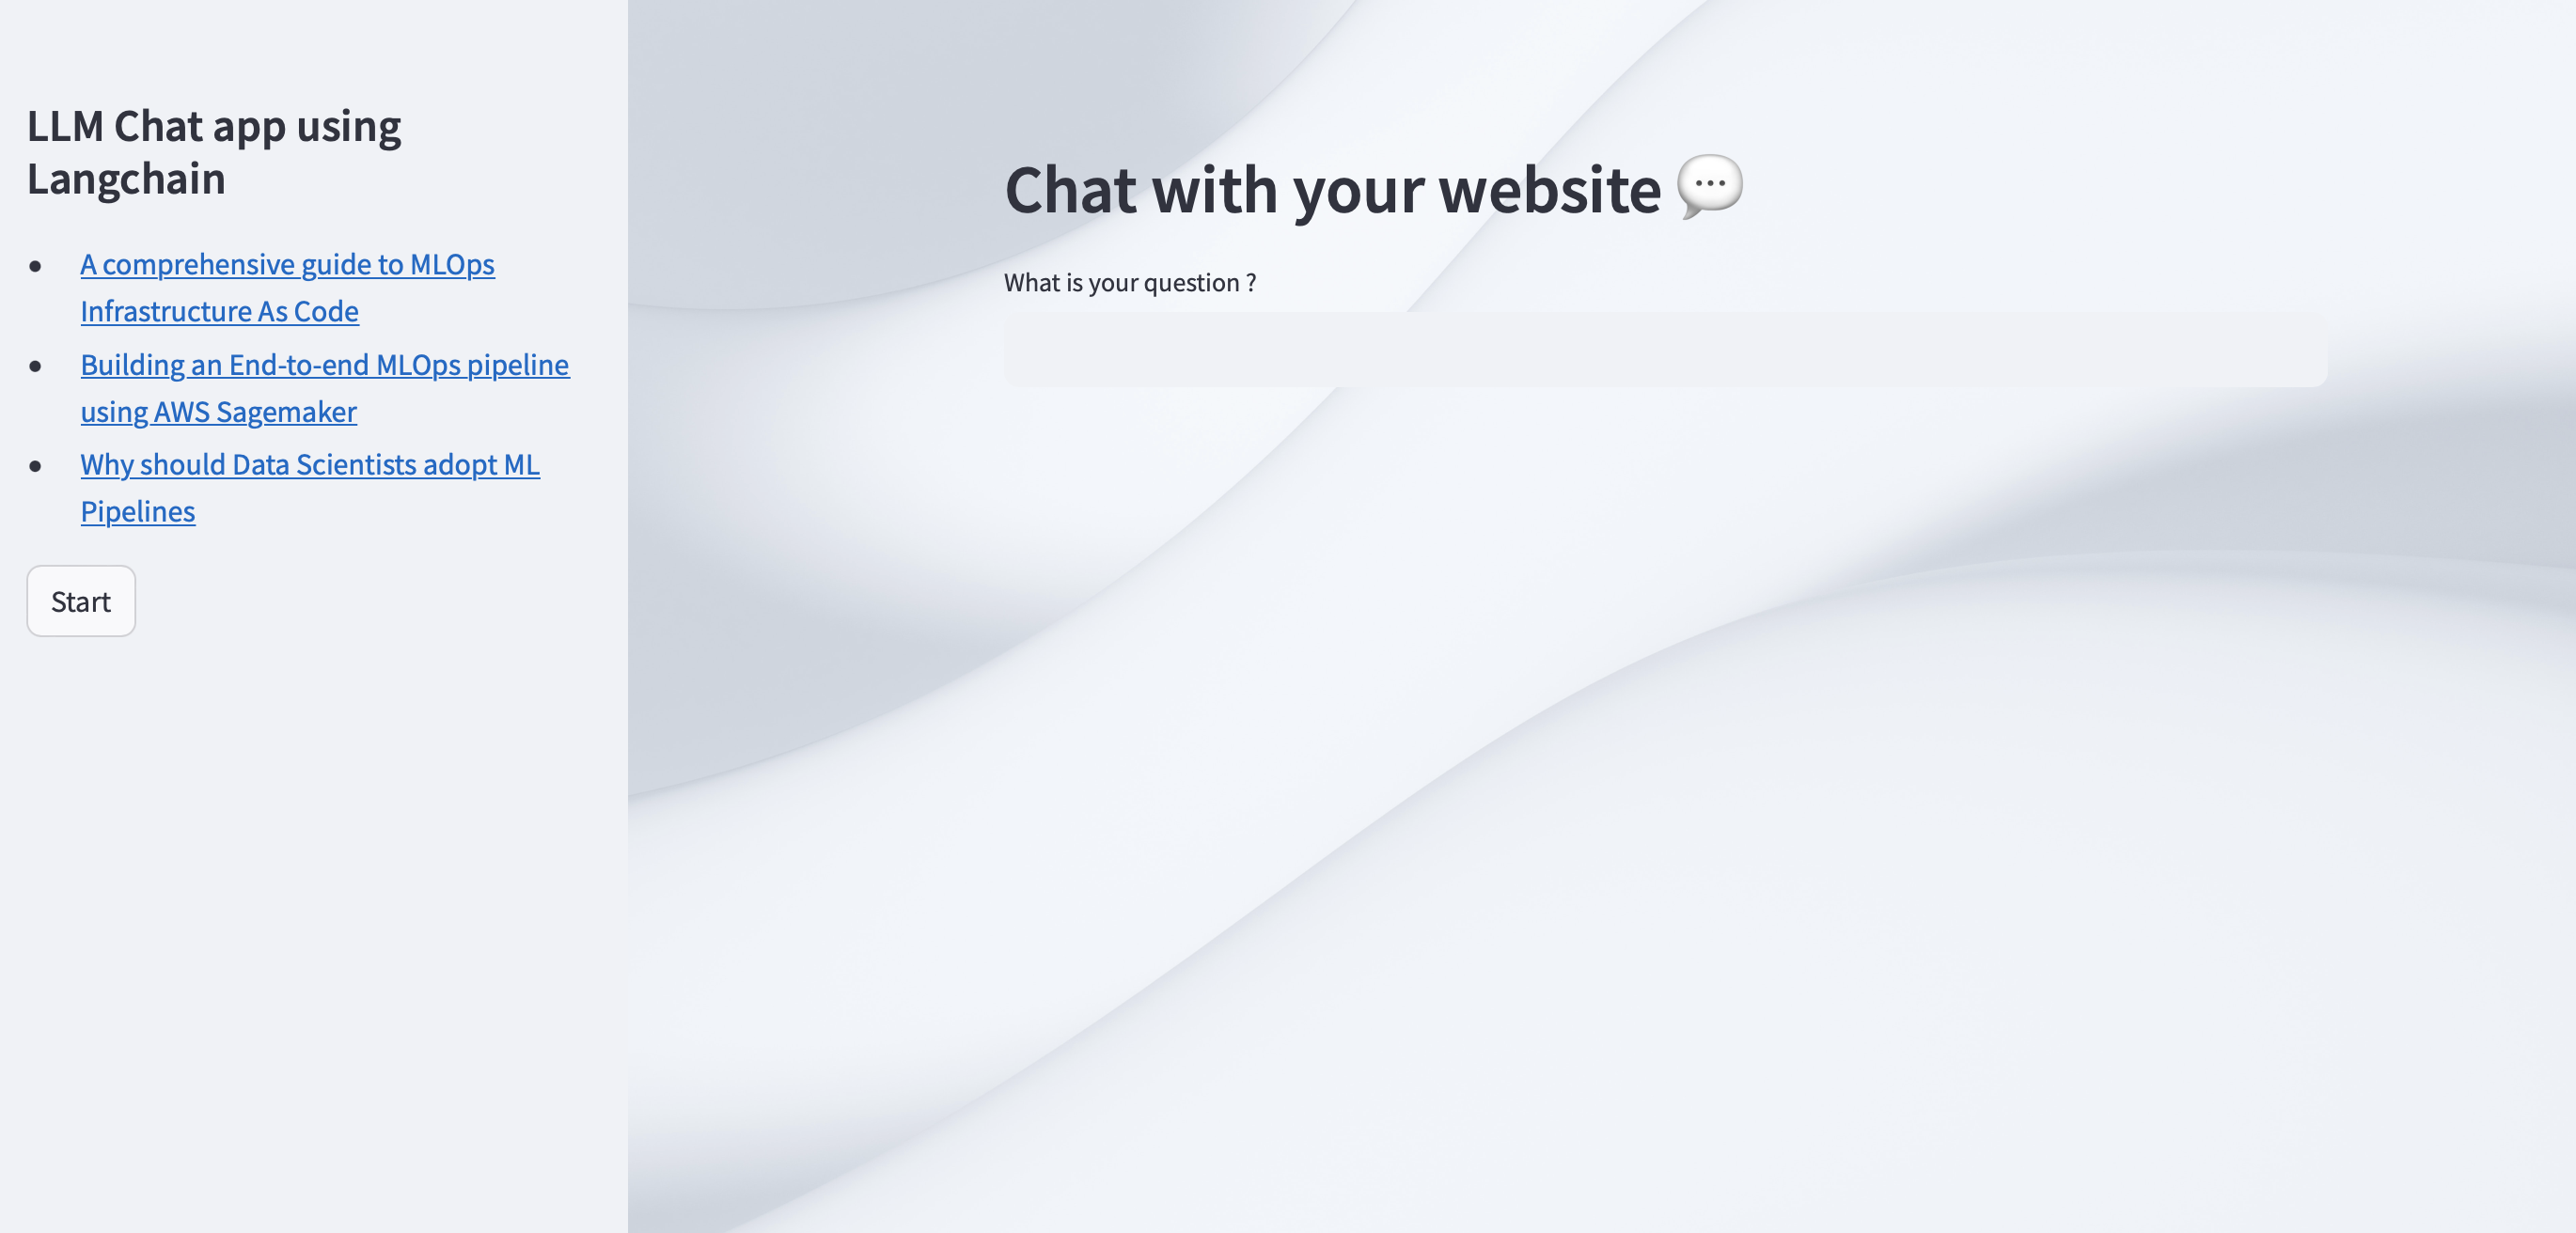 LLM Chat app using
Langchain
A comprehensive guide to MLOps
Infrastructure As Code
Building an End-to-end MLOps pipeline
using AWS Sagemaker
Why should Data Scientists adopt ML
Pipelines
Start
Chat with your website 💬
What is your question ?